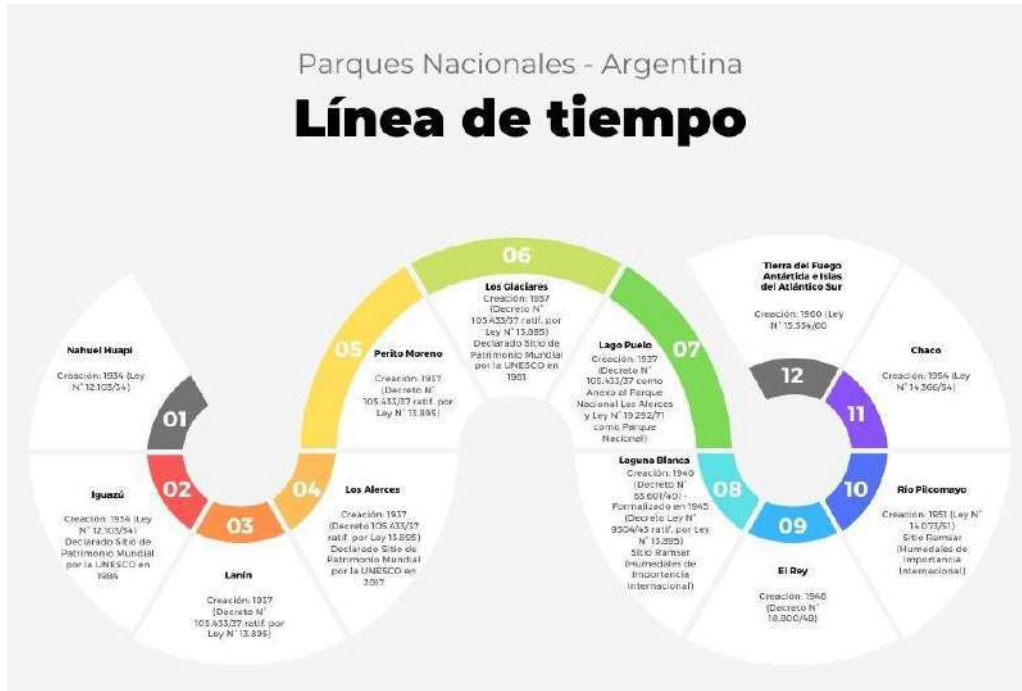 Parques Nacionales - Argentina
Línea de tiempo
01
Nahuel Huapi
Creación: 1934 (Ley
N° 12.103/34)
02
Iguazú
Creación: 1934 (Ley
N° 12.103/34)
Declarado Sitio de
Patrimonio Mundial
por la UNESCO en
1984
03
Lanín
Creación: 1937
(Decreto N°
105.433/37 ratif. por
Ley N° 13.895)
04
Los Alerces
Creación: 1937
(Decreto 105.433/37
ratif. por Ley 13.895)
Declarado Sitio de
Patrimonio Mundial
por la UNESCO en
2017
05
Perito Moreno
Creación: 1937
(Decreto N°
105.433/37 ratif. por
Ley N° 13.895)
06
Los Glaciares
Creación: 1937
(Decreto N°
105.433/37 ratif. por
Ley N° 13.895)
Declarado Sitio de
Patrimonio Mundial
por la UNESCO en
1981
07
Lago Puelo
Creación: 1937
(Decreto N°
105.433/37 como
Anexo al Parque
Nacional Los Alerces
y Ley N° 19.292/71
como Parque
Nacional)
08
Laguna Blanca
Creación: 1940
(Decreto N°
63.601/40) -
Formalizado en 1945
(Decreto Ley N°
9504/45 ratif. por Ley
N° 13.895)
Sitio Ramsar
(Humedales de
Importancia
Internacional)
09
El Rey
Creación: 1948
(Decreto N°
18.800/48)
10
Río Pilcomayo
Creación: 1951 (Ley N°
14.073/51)
Sitio Ramsar
(Humedales de
Importancia
Internacional)
11
Chaco
Creación: 1954 (Ley
N° 14.366/54)
12
Tierra del Fuego
Antártida e Islas
del Atlántico Sur
Creación: 1960 (Ley
N° 15.554/60